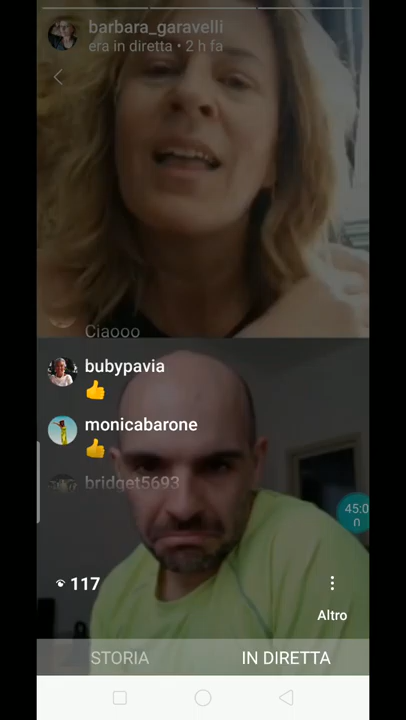 barbara_garavelli
era in diretta • 2 h fa
Ciaooo
bubypavia
👍
monicabarone
👍
bridget5693
45:0
117
Altro
STORIA
IN DIRETTA